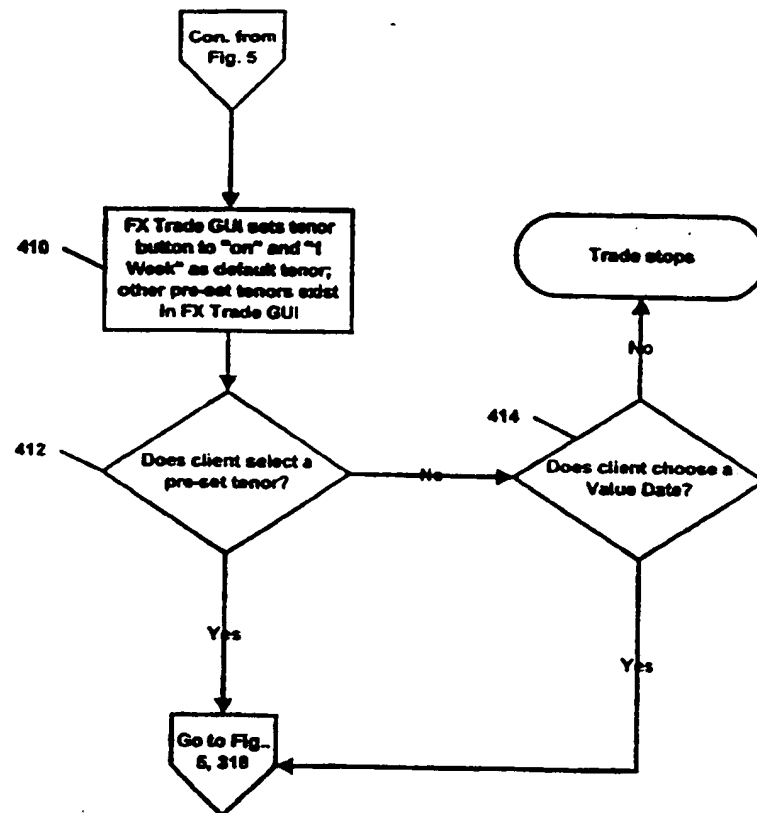 Con. from
Fig. 5
410
FX Trade GUI sets tenor
button to "on" and "1
Week" as default tenor;
other pre-set tenors exist
in FX Trade GUI
Trade stops
No
412
Does client select a
pre-set tenor?
No
414
Does client choose a
Value Date?
Yes
Yes
Go to Fig.
5, 318